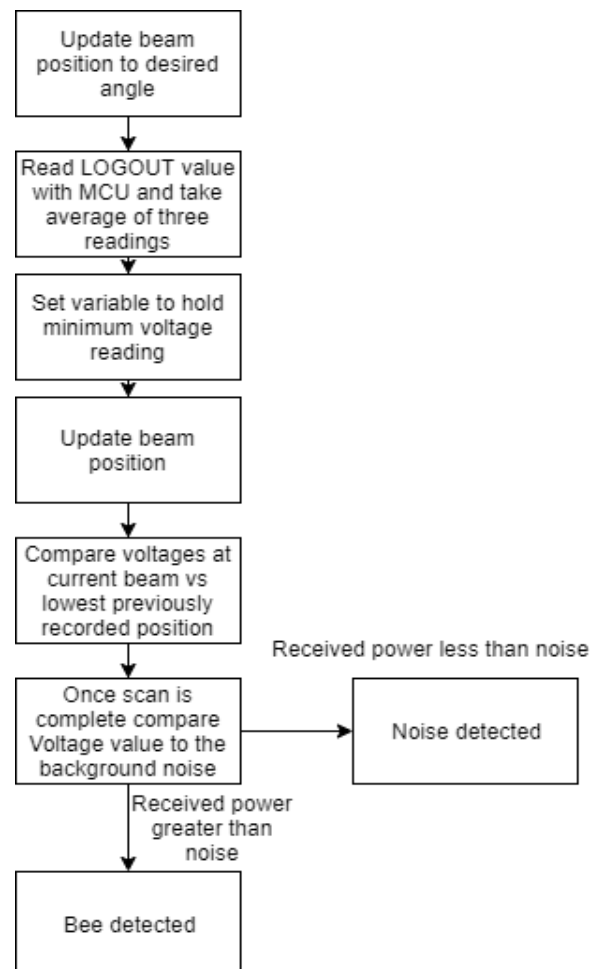 Update beam
position to desired
angle
Read LOGOUT value
with MCU and take
average of three
readings
Set variable to hold
minimum voltage
reading
Update beam
position
Compare voltages at
current beam vs
lowest previously
recorded position
Received power less than noise
Once scan is
complete compare
Voltage value to the
background noise
Noise detected
Received power
greater than
noise
Bee detected